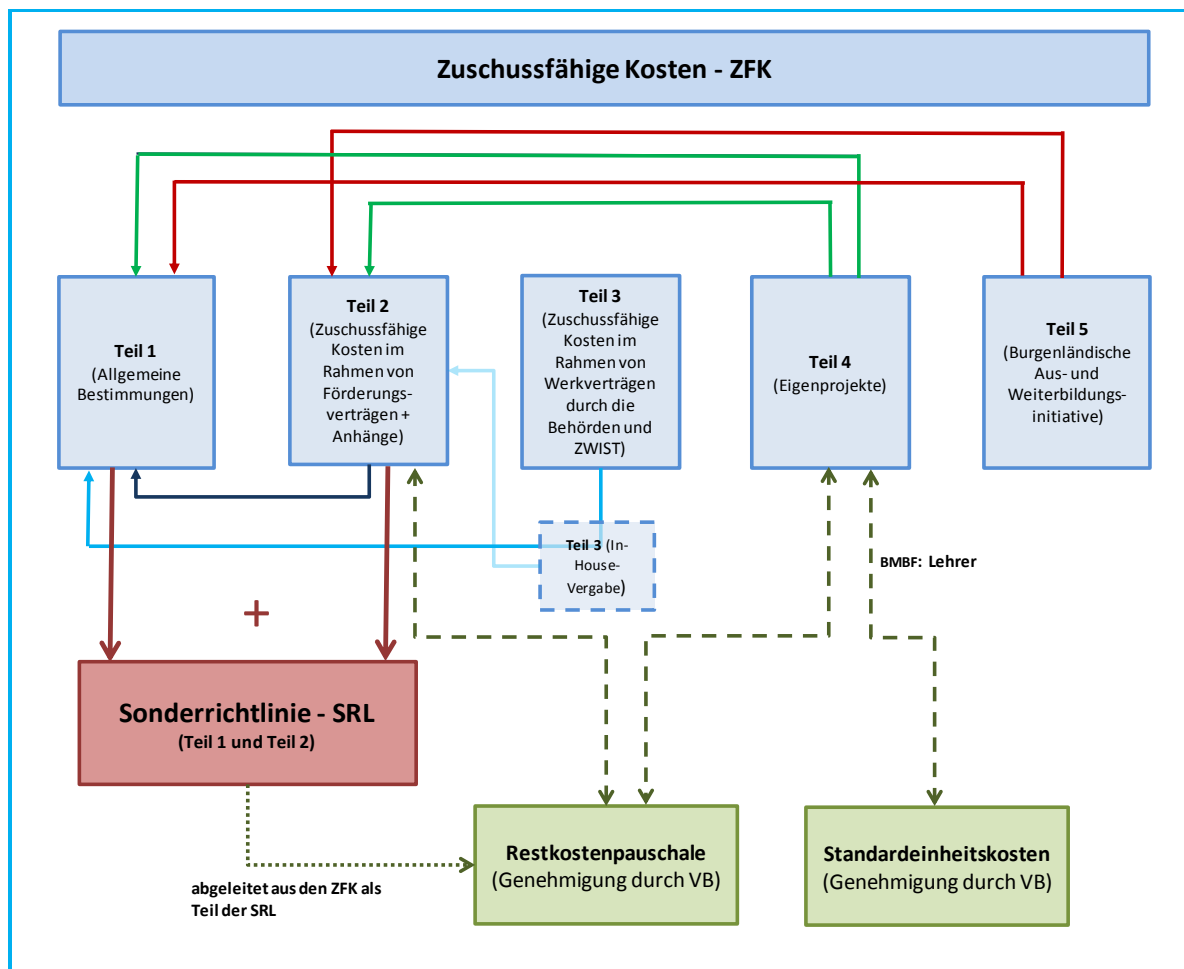 Zuschussfähige Kosten - ZFK
Teil 1
(Allgemeine
Bestimmungen)
Teil 2
(Zuschussfähige
Kosten im
Rahmen von
Förderungs-
verträgen +
Anhänge)
Teil 3
(Zuschussfähige
Kosten im
Rahmen von
Werkverträgen
durch die
Behörden und
ZWIST)
Teil 4
(Eigenprojekte)
Teil 5
(Burgenländische
Aus- und
Weiterbildungs-
initiative)
Teil 3 (In-
House-
Vergabe)
BMBF: Lehrer
+
Sonderrichtlinie - SRL
(Teil 1 und Teil 2)
Restkostenpauschale
(Genehmigung durch VB)
Standardeinheitskosten
(Genehmigung durch VB)
abgeleitet aus den ZFK als
Teil der SRL